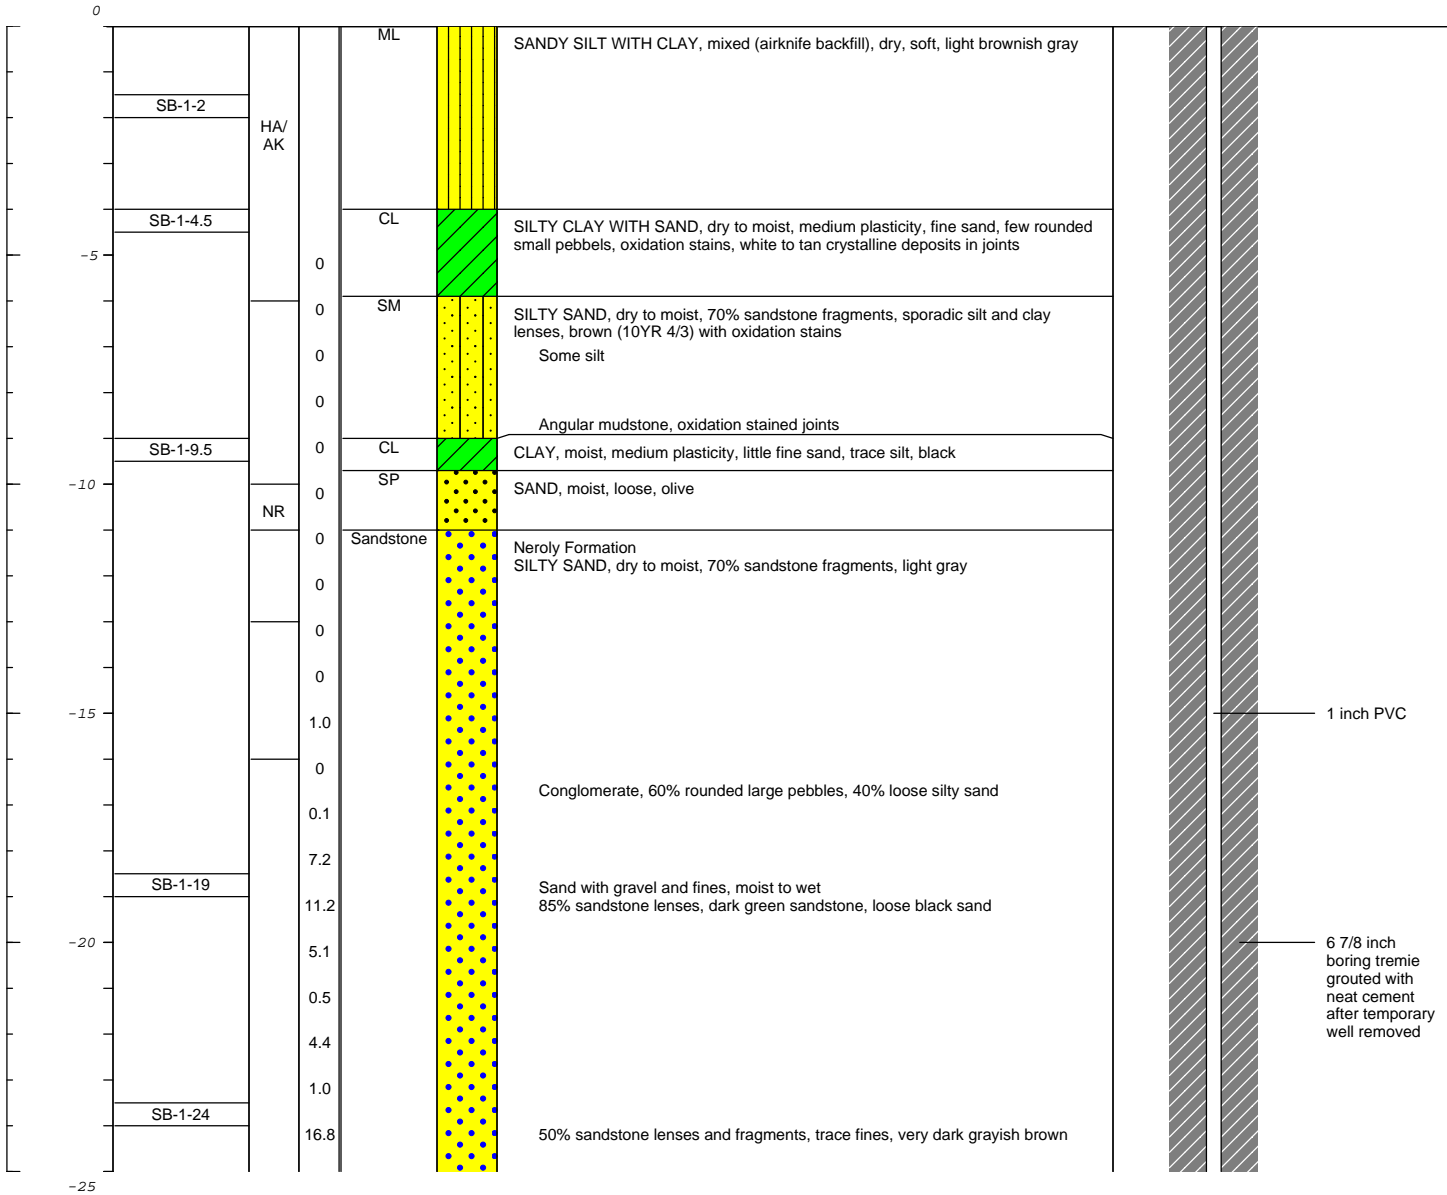 0
ML
SANDY SILT WITH CLAY, mixed (airknife backfill), dry, soft, light brownish gray
SB-1-2
HA/
AK
SB-1-4.5
CL
SILTY CLAY WITH SAND, dry to moist, medium plasticity, fine sand, few rounded
small pebbels, oxidation stains, white to tan crystalline deposits in joints
-5
0
0
SM
SILTY SAND, dry to moist, 70% sandstone fragments, sporadic silt and clay
lenses, brown (10YR 4/3) with oxidation stains
0
Some silt
0
Angular mudstone, oxidation stained joints
SB-1-9.5
0
CL
CLAY, moist, medium plasticity, little fine sand, trace silt, black
-10
0
SP
SAND, moist, loose, olive
NR
0
Sandstone
Neroly Formation
SILTY SAND, dry to moist, 70% sandstone fragments, light gray
0
0
0
-15
1.0
1 inch PVC
0
Conglomerate, 60% rounded large pebbles, 40% loose silty sand
0.1
7.2
SB-1-19
Sand with gravel and fines, moist to wet
11.2
85% sandstone lenses, dark green sandstone, loose black sand
-20
5.1
6 7/8 inch
boring tremie
grouted with
neat cement
after temporary
well removed
0.5
4.4
1.0
SB-1-24
16.8
50% sandstone lenses and fragments, trace fines, very dark grayish brown
-25